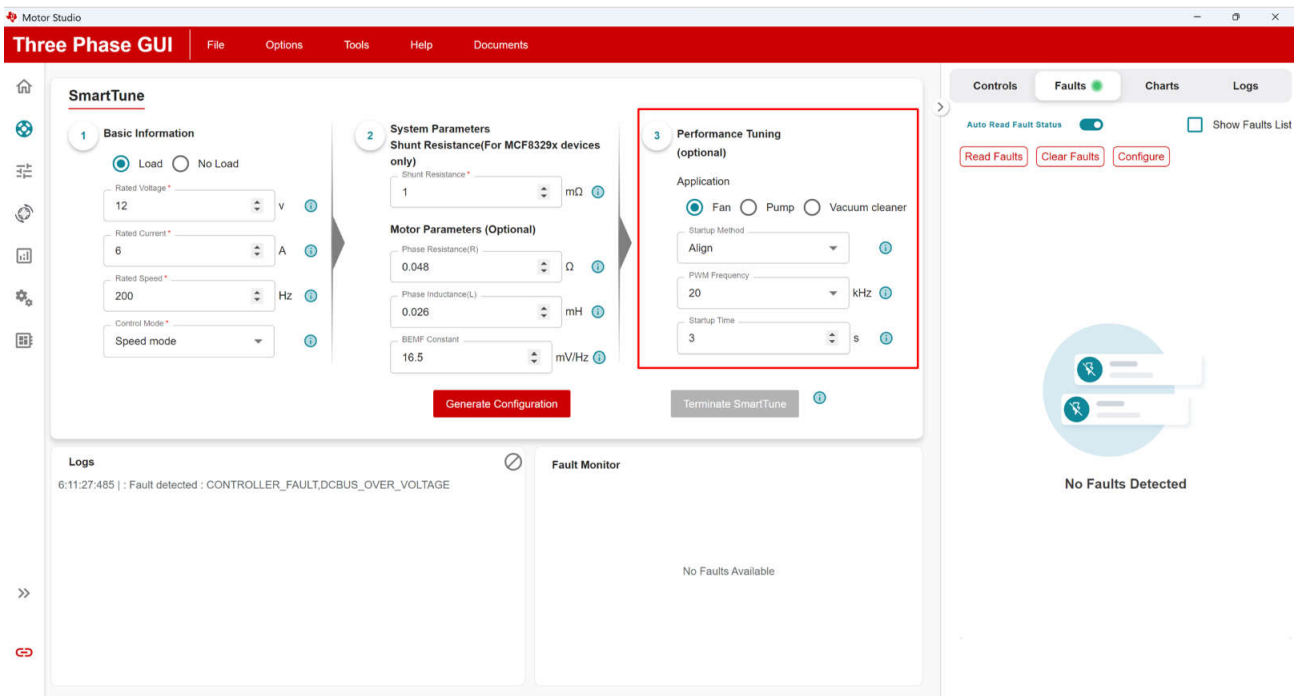 Motor Studio
Three Phase GUI
File
Options
Tools
Help
Documents
SmartTune
1
Basic Information
Load
No Load
Rated Voltage *
12
v
Rated Current *
6
A
Rated Speed *
200
Hz
Control Mode *
Speed mode
2
System Parameters
Shunt Resistance(For MCF8329x devices
only)
Shunt Resistance *
1
mΩ
Motor Parameters (Optional)
Phase Resistance(R)
0.048
Ω
Phase Inductance(L)
0.026
mH
BEMF Constant
16.5
mV/Hz
3
Performance Tuning
(optional)
Application
Fan
Pump
Vacuum cleaner
Startup Method
Align
PWM Frequency
20
kHz
Startup Time
3
s
Generate Configuration
Terminate SmartTune
Logs
6:11:27:485 | : Fault detected : CONTROLLER_FAULT,DCBUS_OVER_VOLTAGE
Fault Monitor
No Faults Available
Controls
Faults
Charts
Logs
Auto Read Fault Status
Show Faults List
Read Faults
Clear Faults
Configure
No Faults Detected